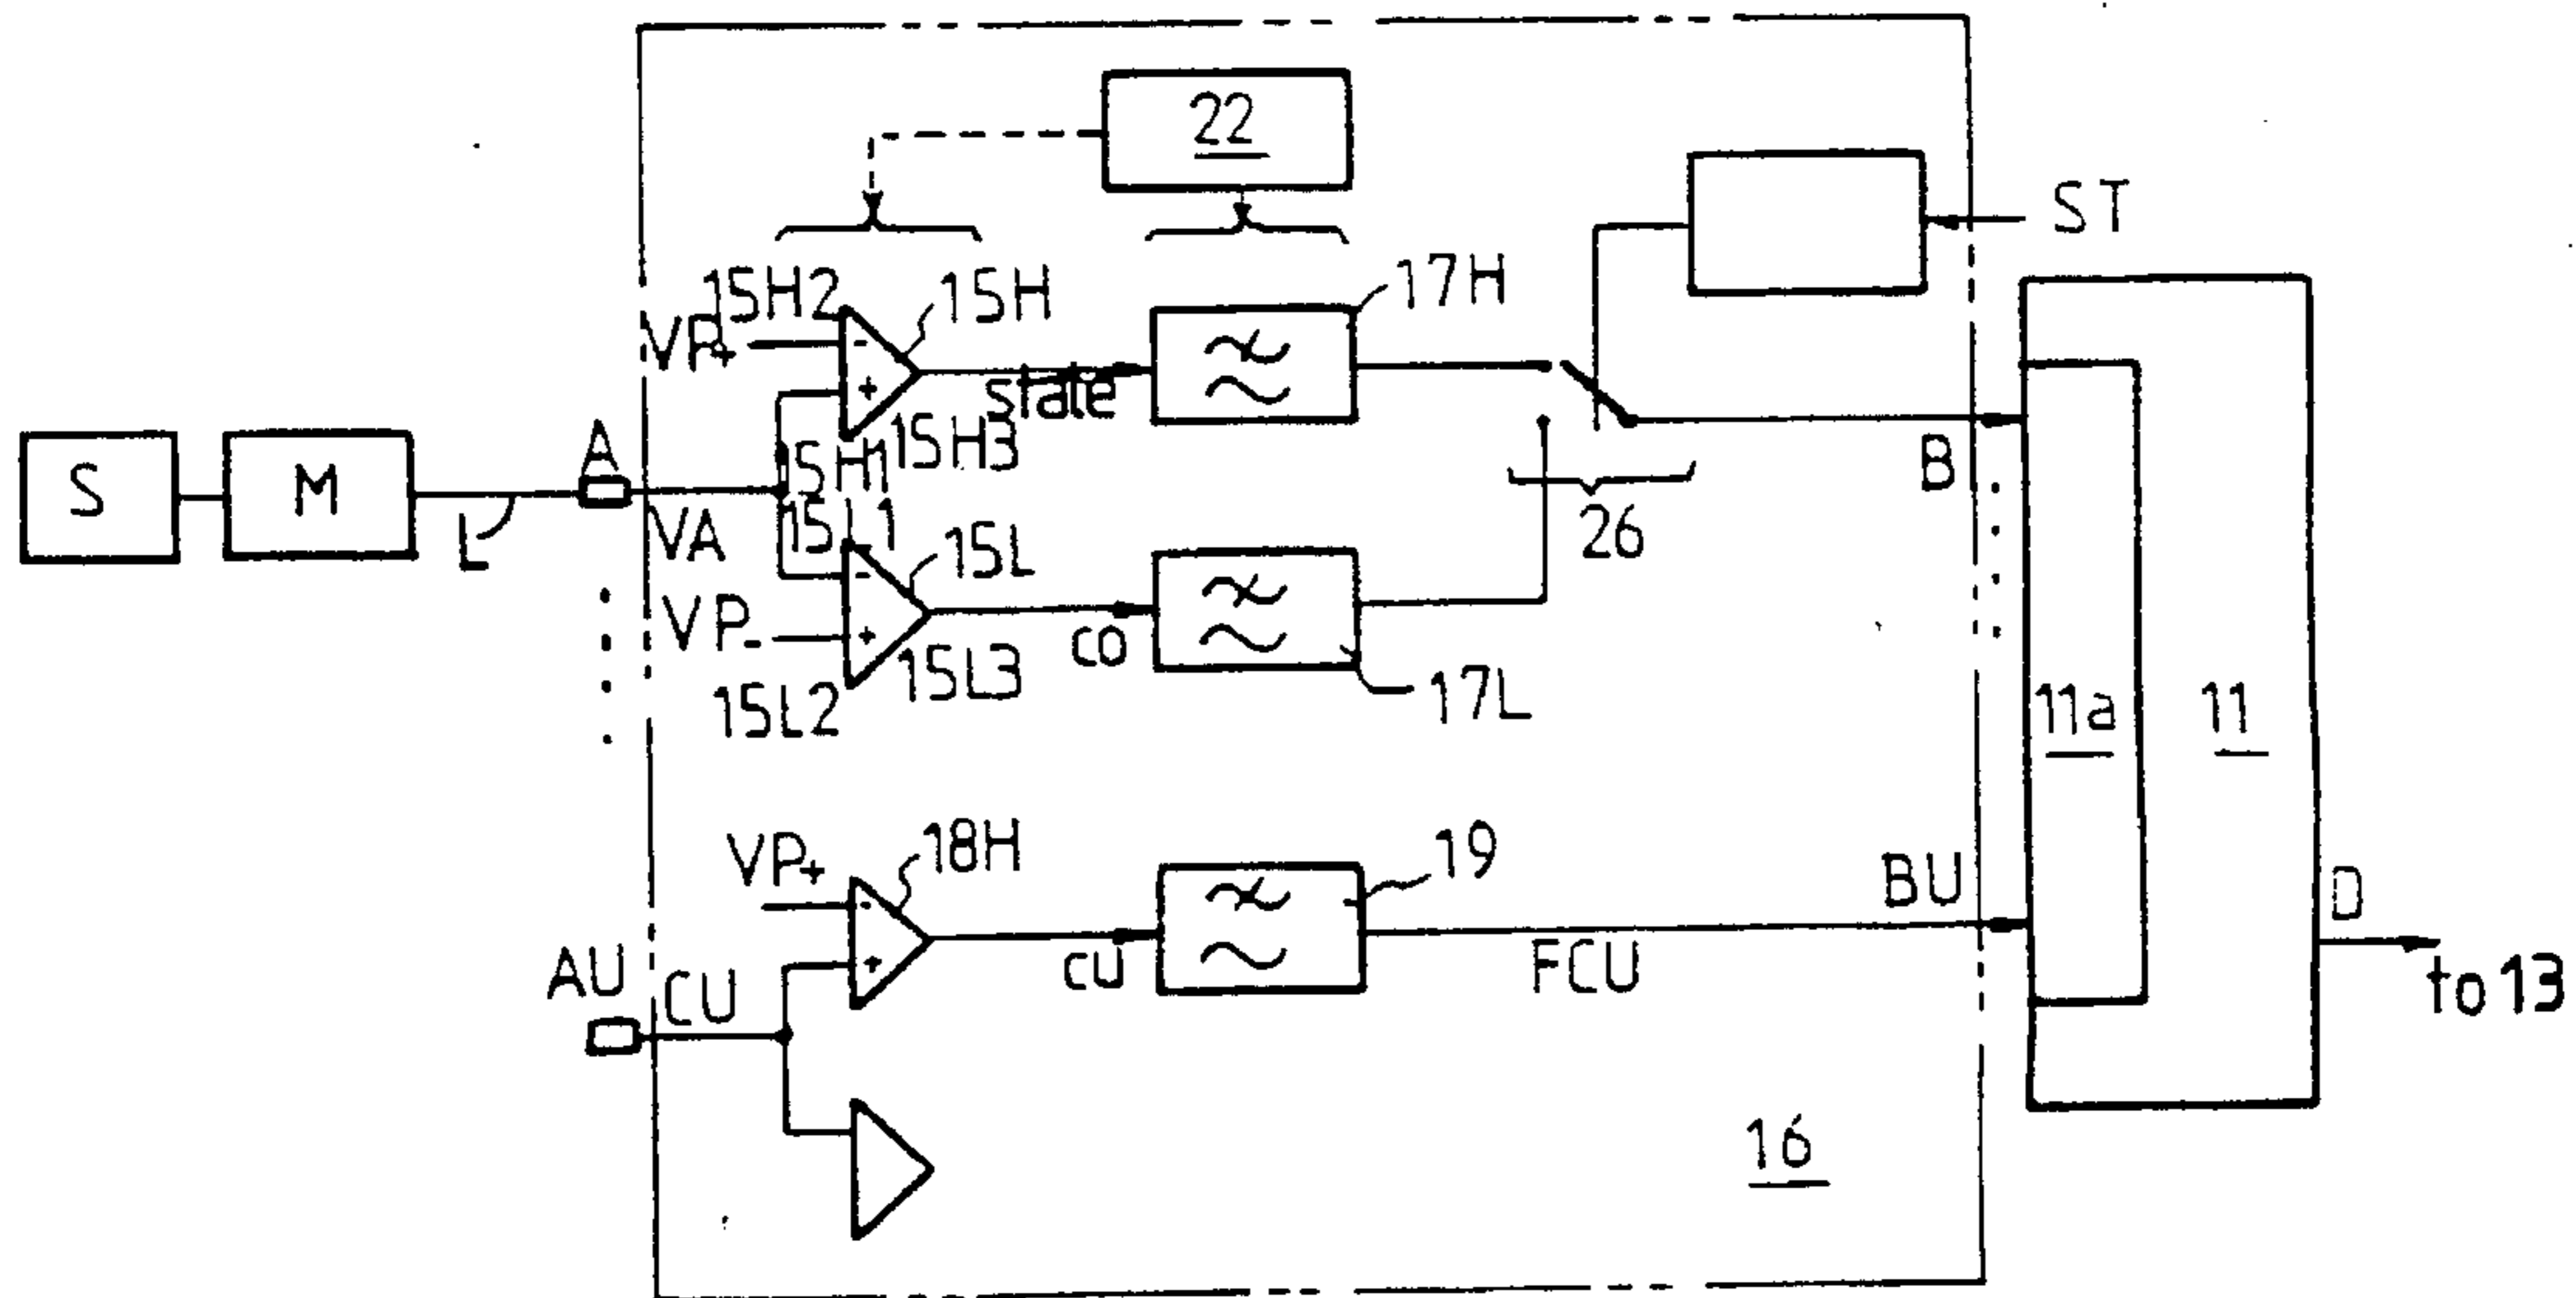 22
ST
15H2
15H
17H
VP+
-
+
state
15H3
S
M
A
15H1
B
L
VA
15L1
15L
26
-
VP-
+
co
15L3
15L2
17L
11a
11
VP+
18H
19
BU
D
-
+
cu
FCU
AU
CU
to 13
16